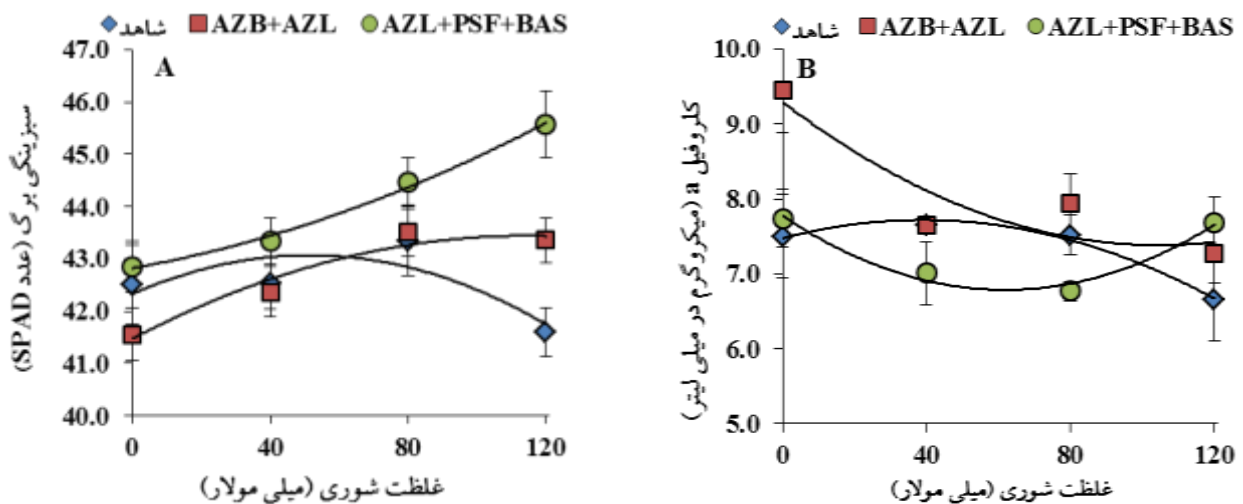 شاهد AZB+AZL AZL+PSF+BAS
A
سبزینگی برگ (عدد SPAD)
47.0
46.0
45.0
44.0
43.0
42.0
41.0
40.0
0 40 80 120
غلظت شوری (میلی مولار)
شاهد AZB+AZL AZL+PSF+BAS
B
کلروفیل a (میکروگرم در میلی لیتر)
10.0
9.0
8.0
7.0
6.0
5.0
0 40 80 120
غلظت شوری (میلی مولار)